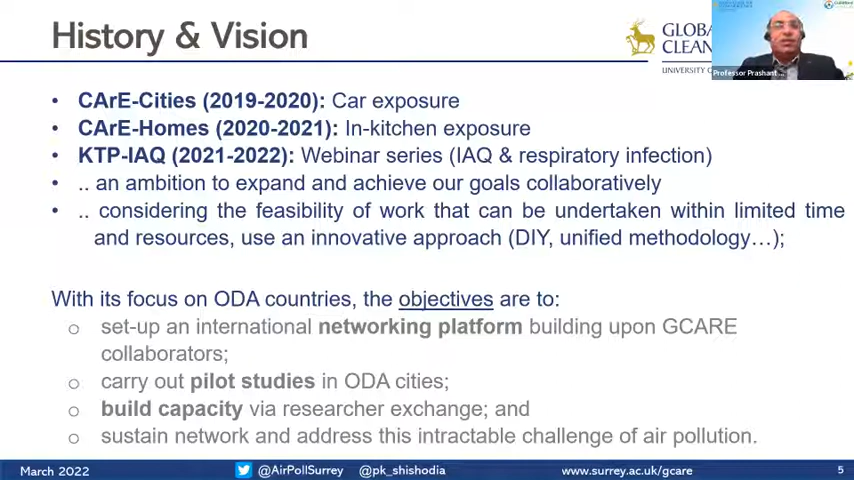 History & Vision
GLOBA
CLEAN
UNIVERSITY O
Professor Prashant ...
• CArE-Cities (2019-2020): Car exposure
• CArE-Homes (2020-2021): In-kitchen exposure
• KTP-IAQ (2021-2022): Webinar series (IAQ & respiratory infection)
• .. an ambition to expand and achieve our goals collaboratively
• .. considering the feasibility of work that can be undertaken within limited time
and resources, use an innovative approach (DIY, unified methodology…);
With its focus on ODA countries, the objectives are to:
o set-up an international networking platform building upon GCARE
collaborators;
o carry out pilot studies in ODA cities;
o build capacity via researcher exchange; and
o sustain network and address this intractable challenge of air pollution.
March 2022 @AirPollSurrey @pk_shishodia www.surrey.ac.uk/gcare 5